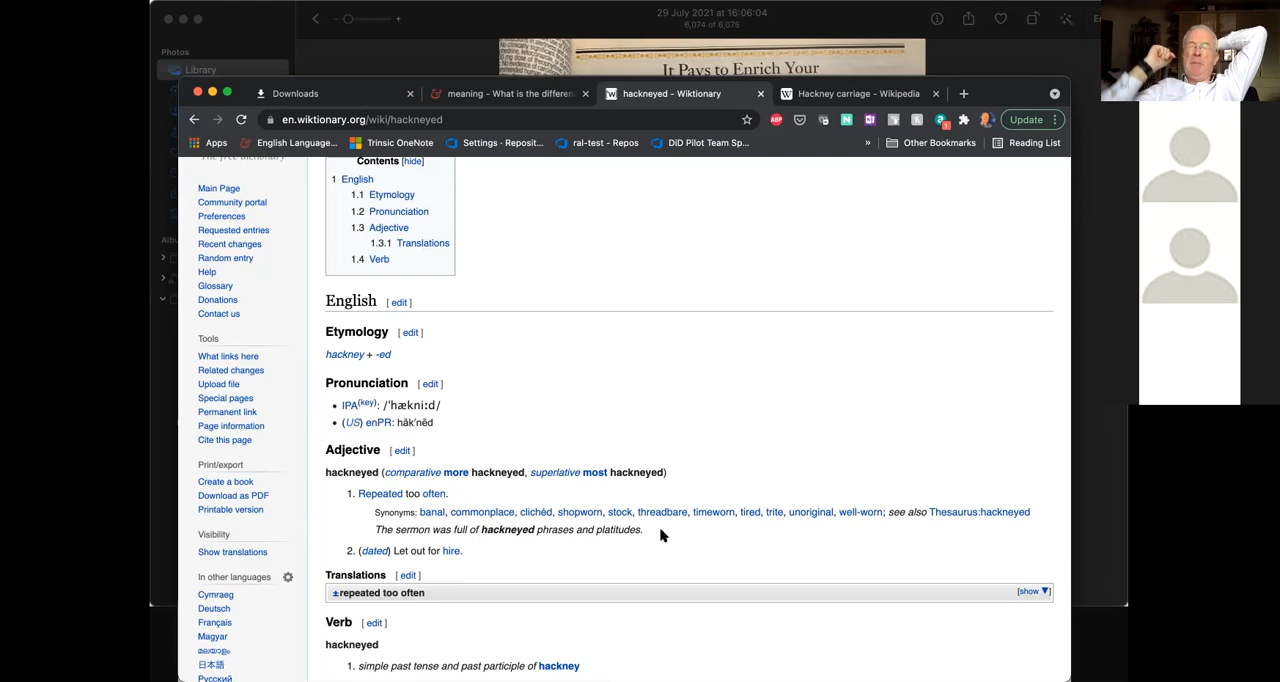 29 July 2021 at 16:06:04
6,074 of 6,075
Photos
Library
It Pays to Enrich Your
Downloads
meaning - What is the differen
hackneyed - Wiktionary
Hackney carriage - Wikipedia
en.wiktionary.org/wiki/hackneyed
Update
Apps
English Language...
Trinsic OneNote
Settings · Reposit...
ral-test - Repos
DiD Pilot Team Sp...
»
Other Bookmarks
Reading List
The free dictionary
Main Page
Community portal
Preferences
Requested entries
Recent changes
Random entry
Help
Glossary
Donations
Contact us
Tools
What links here
Related changes
Upload file
Special pages
Permanent link
Page information
Cite this page
Print/export
Create a book
Download as PDF
Printable version
Visibility
Show translations
In other languages
Cymraeg
Deutsch
Français
Magyar
മലയാളം
日本語
Русский
Contents [hide]
1 English
1.1 Etymology
1.2 Pronunciation
1.3 Adjective
1.3.1 Translations
1.4 Verb
English [ edit ]
Etymology [ edit ]
hackney + -ed
Pronunciation [ edit ]
• IPA(key): /ˈhækniːd/
• (US) enPR: hăkʹnēd
Adjective [ edit ]
hackneyed (comparative more hackneyed, superlative most hackneyed)
1. Repeated too often.
Synonyms: banal, commonplace, clichéd, shopworn, stock, threadbare, timeworn, tired, trite, unoriginal, well-worn; see also Thesaurus:hackneyed
The sermon was full of hackneyed phrases and platitudes.
2. (dated) Let out for hire.
Translations [ edit ]
±repeated too often [show ▼]
Verb [ edit ]
hackneyed
1. simple past tense and past participle of hackney